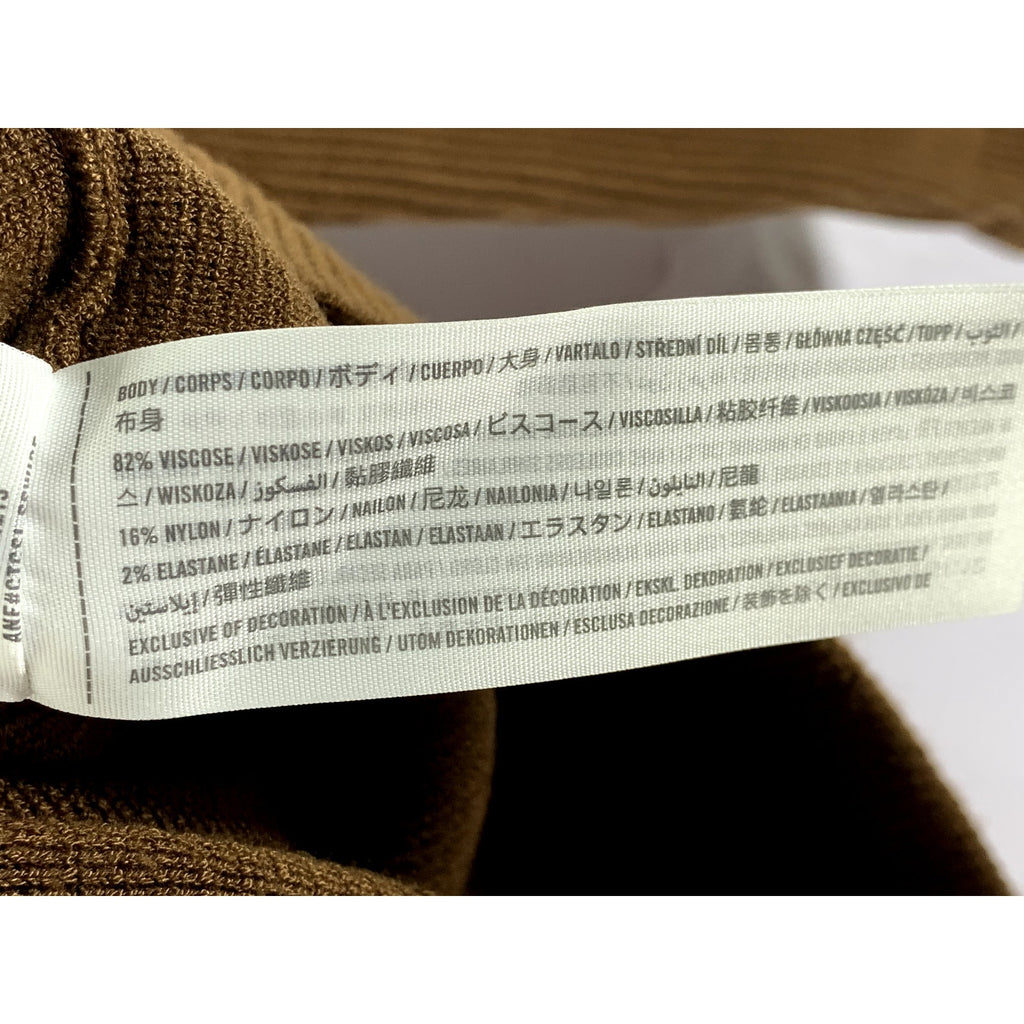 BODY / CORPS / CORPO / ボディ / CUERPO / 大身 / VARTALO / STŘEDNÍ DÍL / 몸통 / GŁÓWNA CZĘŚĆ / TOPP / الثوب /
布身
82% VISCOSE / VISKOSE / VISKOS / VISCOSA / ビスコース / VISCOSILLA / 粘胶纤维 / VISKOOSIA / VISKÓZA / 비스코
스 / WISKOZA / الفسكوز / 黏膠纖維
16% NYLON / ナイロン / NAILON / 尼龙 / NAILONIA / 나일론 / النايلون / 尼龍
2% ELASTANE / ÉLASTANE / ELASTAN / ELASTAAN / エラスタン / ELASTANO / 氨纶 / ELASTAANIA / 엘라스탄 /
إيلاستين / 彈性纖維
EXCLUSIVE OF DECORATION / À L'EXCLUSION DE LA DÉCORATION / EKSKL. DEKORATION / EXCLUSIEF DECORATIE /
AUSSCHLIESSLICH VERZIERUNG / UTOM DEKORATIONEN / ESCLUSA DECORAZIONE / 装飾を除く / EXCLUSIVO DE